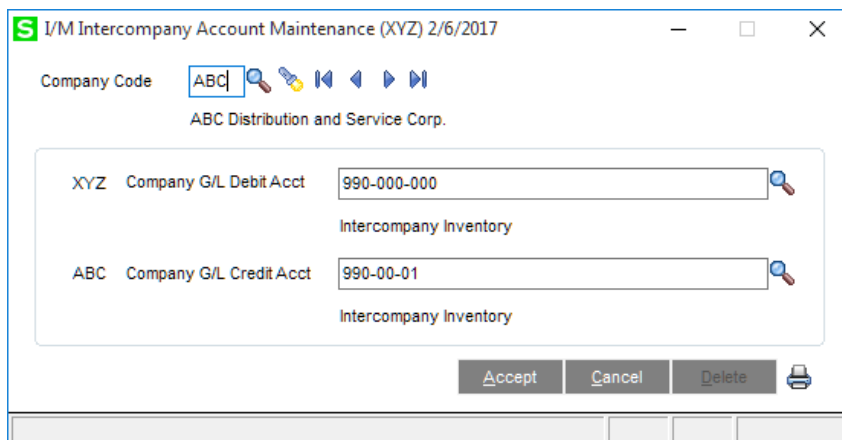 S I/M Intercompany Account Maintenance (XYZ) 2/6/2017
Company Code ABC
ABC Distribution and Service Corp.
XYZ Company G/L Debit Acct 990-000-000
Intercompany Inventory
ABC Company G/L Credit Acct 990-00-01
Intercompany Inventory
Accept Cancel Delete